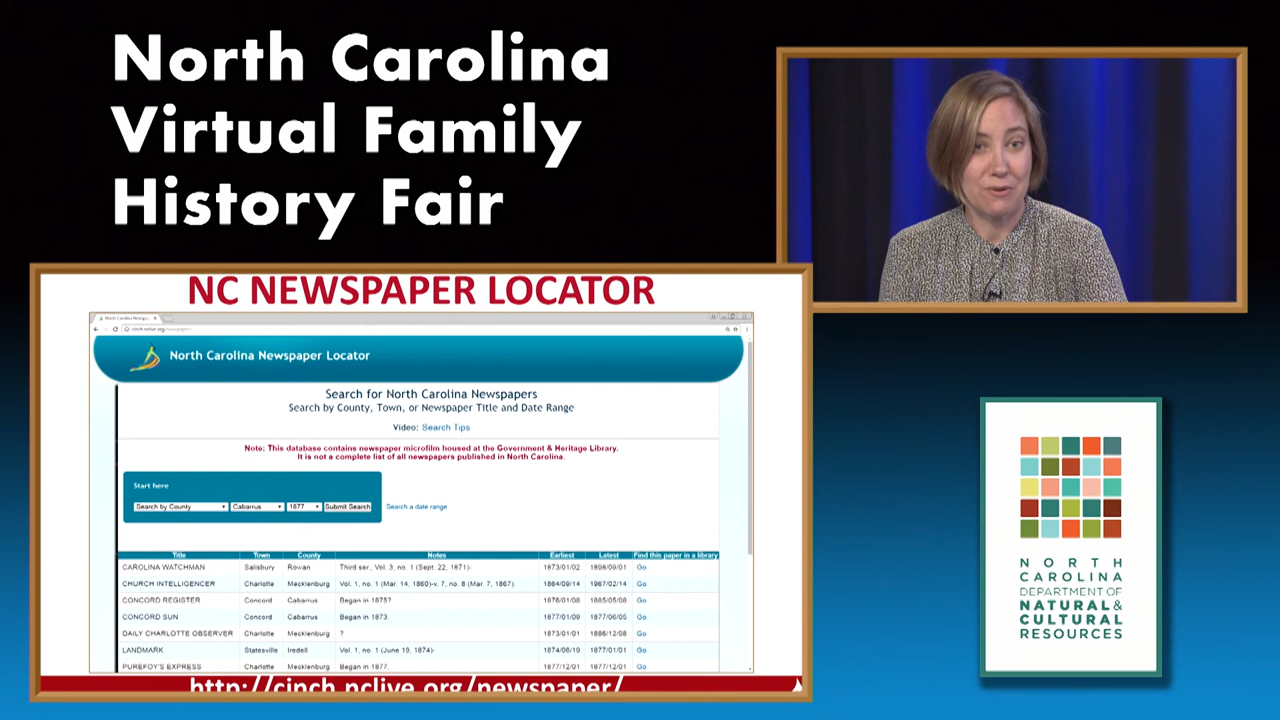 North Carolina
Virtual Family
History Fair
NC NEWSPAPER LOCATOR
cinch.nclive.org/newspaper/
North Carolina Newspaper Locator
Search for North Carolina Newspapers
Search by County, Town, or Newspaper Title and Date Range
Video: Search Tips
Note: This database contains newspaper microfilm housed at the Government & Heritage Library.
It is not a complete list of all newspapers published in North Carolina.
Start here
Search by County Cabarrus 1877 Submit Search Search a date range
Title Town County Notes Earliest Latest Find this paper in a library
CAROLINA WATCHMAN Salisbury Rowan Third ser., Vol. 3, no. 1 (Sept. 22, 1871)- 1873/01/02 1898/09/01 Go
CHURCH INTELLIGENCER Charlotte Mecklenburg Vol. 1, no. 1 (Mar. 14, 1860)-v. 7, no. 8 (Mar. 7, 1867). 1864/09/14 1967/02/14 Go
CONCORD REGISTER Concord Cabarrus Began in 1875? 1876/01/08 1885/05/08 Go
CONCORD SUN Concord Cabarrus Began in 1873. 1877/01/09 1877/06/05 Go
DAILY CHARLOTTE OBSERVER Charlotte Mecklenburg ? 1873/01/01 1886/12/08 Go
LANDMARK Statesville Iredell Vol. 1, no. 1 (June 19, 1874)- 1874/06/19 1877/01/01 Go
PUREFOY'S EXPRESS Charlotte Mecklenburg Began in 1877. 1877/12/01 1877/12/01 Go
http://cinch.nclive.org/newspaper/
NORTH
CAROLINA
DEPARTMENT OF
NATURAL &
CULTURAL
RESOURCES